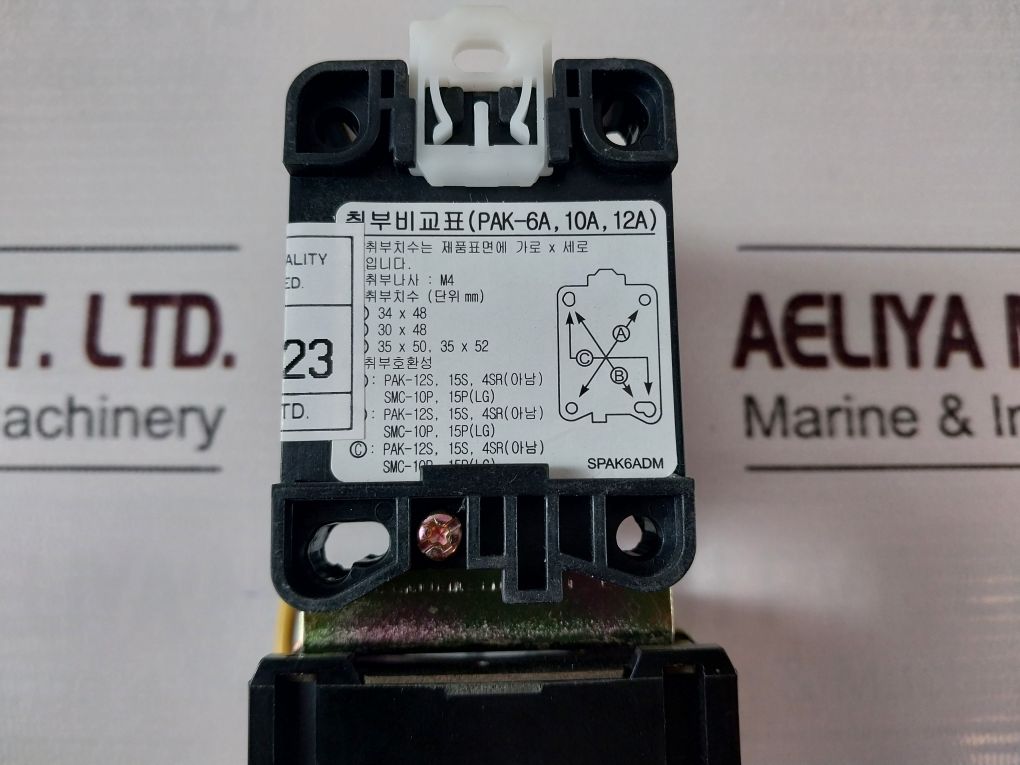 취부비교표(PAK-6A, 10A, 12A)
취부치수는 제품표면에 가로 x 세로
입니다.
취부나사 : M4
취부치수 (단위 mm)
34 x 48
30 x 48
35 x 50, 35 x 52
취부호환성
: PAK-12S, 15S, 4SR(아남)
SMC-10P, 15P(LG)
: PAK-12S, 15S, 4SR(아남)
SMC-10P, 15P(LG)
Ⓒ: PAK-12S, 15S, 4SR(아남)
SMC-10P, 15P(LG)
A
B
C
SPAK6ADM
ALITY
ED.
23
TD.
T. LTD.
achinery
AELIYA M
Marine & In